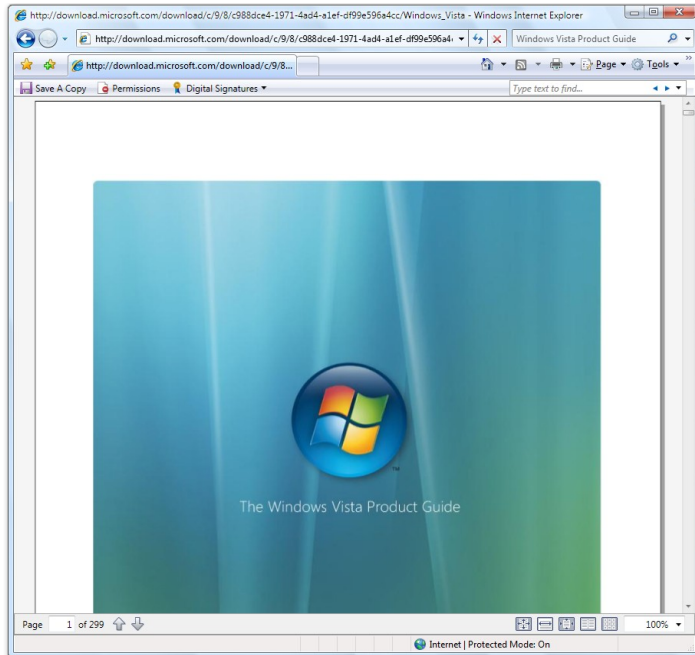 http://download.microsoft.com/download/c/9/8/c988dce4-1971-4ad4-a1ef-df99e596a4cc/Windows_Vista - Windows Internet Explorer
http://download.microsoft.com/download/c/9/8/c988dce4-1971-4ad4-a1ef-df99e596a4
Windows Vista Product Guide
http://download.microsoft.com/download/c/9/8...
Page
Tools
Save A Copy
Permissions
Digital Signatures
Type text to find...
TM
The Windows Vista Product Guide
Page 1 of 299
100%
Internet | Protected Mode: On